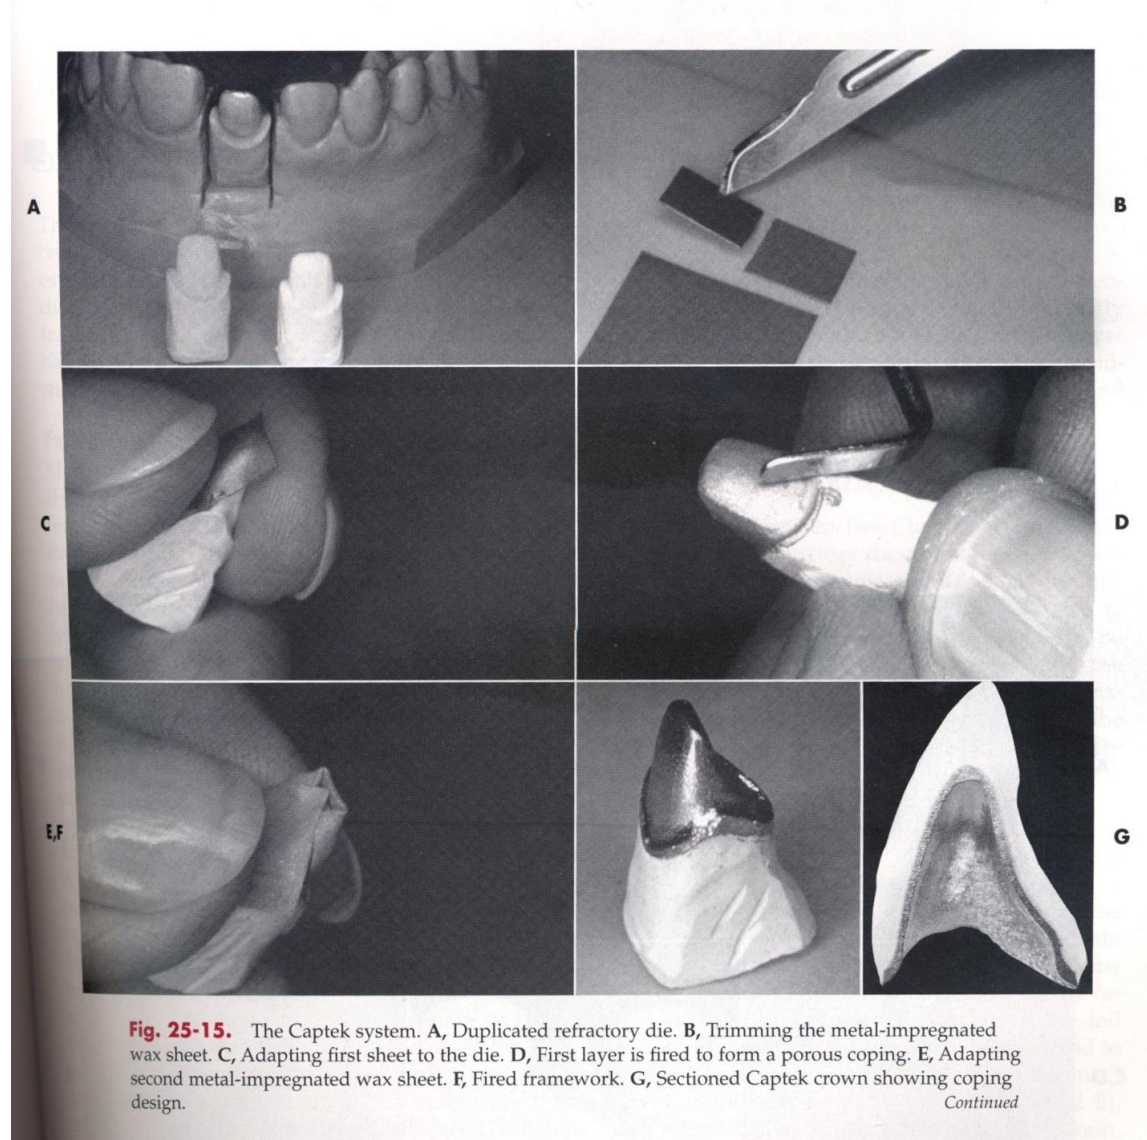 A
B
C
D
E,F
G
Fig. 25-15. The Captek system. A, Duplicated refractory die. B, Trimming the metal-impregnated
wax sheet. C, Adapting first sheet to the die. D, First layer is fired to form a porous coping. E, Adapting
second metal-impregnated wax sheet. F, Fired framework. G, Sectioned Captek crown showing coping
design.
Continued